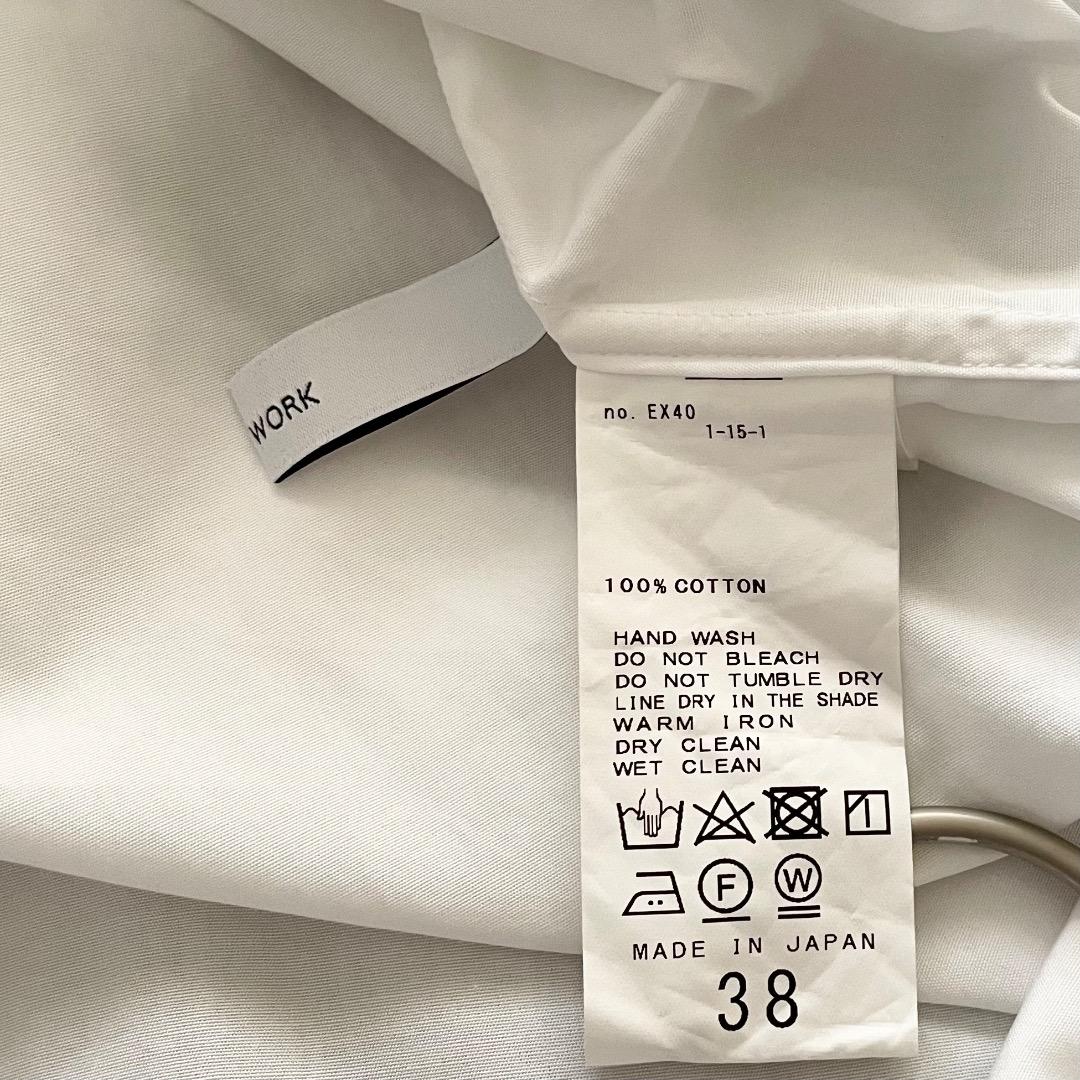 WORK
no. EX40
1-15-1
100% COTTON
HAND WASH
DO NOT BLEACH
DO NOT TUMBLE DRY
LINE DRY IN THE SHADE
WARM IRON
DRY CLEAN
WET CLEAN
F W
MADE IN JAPAN
38